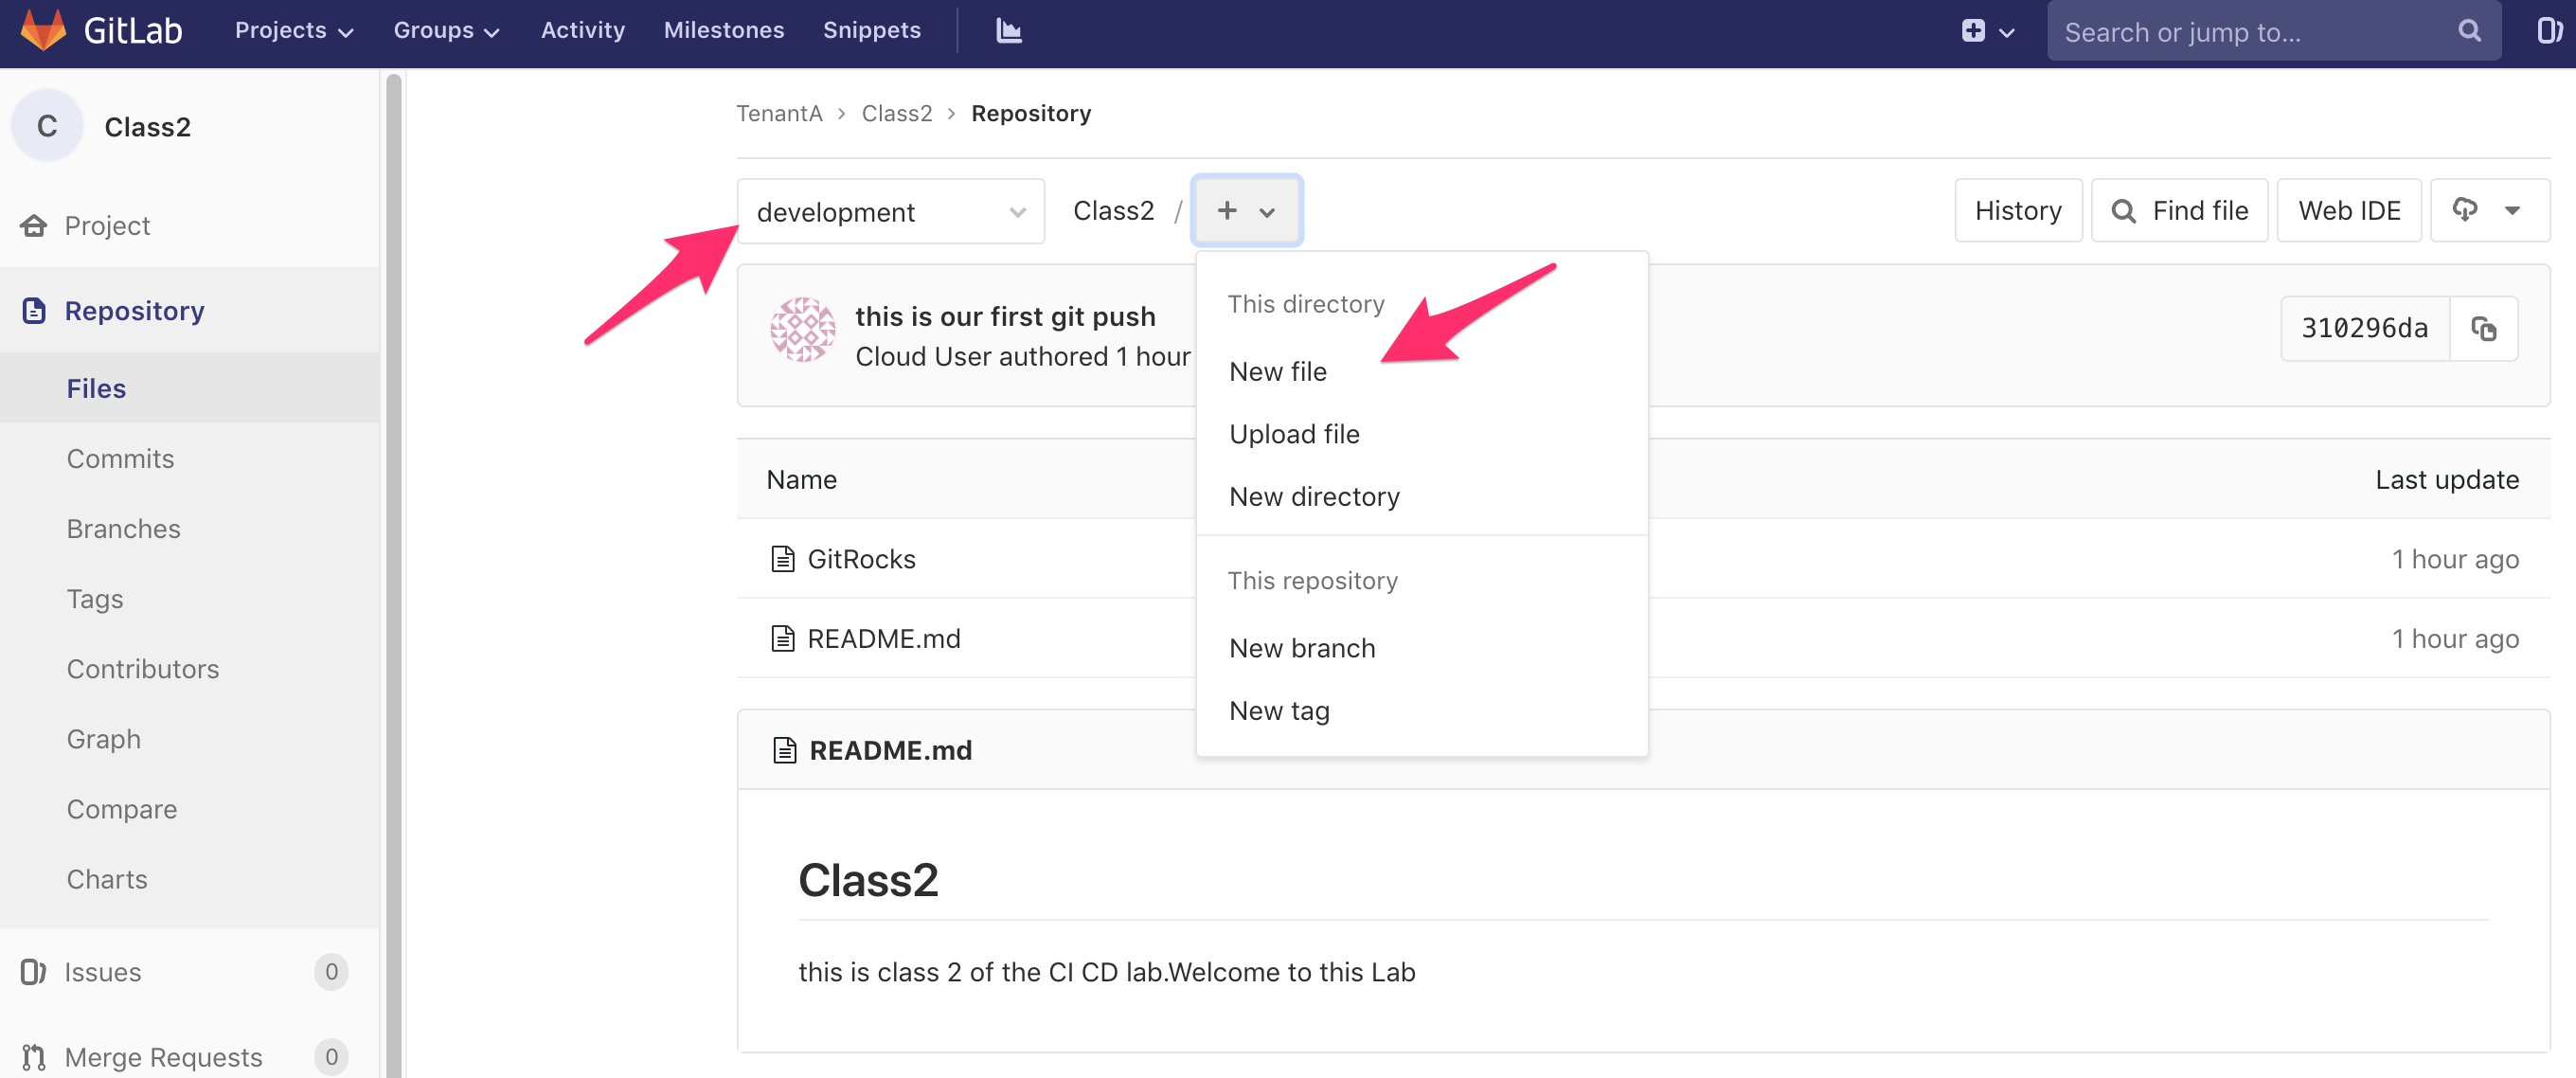 GitLab Projects Groups Activity Milestones Snippets Search or jump to...
C Class2
Project
Repository
Files
Commits
Branches
Tags
Contributors
Graph
Compare
Charts
Issues 0
Merge Requests 0
TenantA > Class2 > Repository
development Class2 / + History Find file Web IDE
this is our first git push
Cloud User authored 1 hour
310296da
This directory
New file
Upload file
New directory
This repository
New branch
New tag
Name Last update
GitRocks 1 hour ago
README.md 1 hour ago
README.md
Class2
this is class 2 of the CI CD lab.Welcome to this Lab